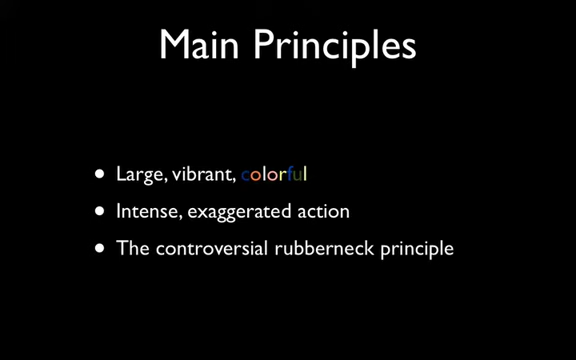 Main Principles
• Large, vibrant, colorful
• Intense, exaggerated action
• The controversial rubberneck principle